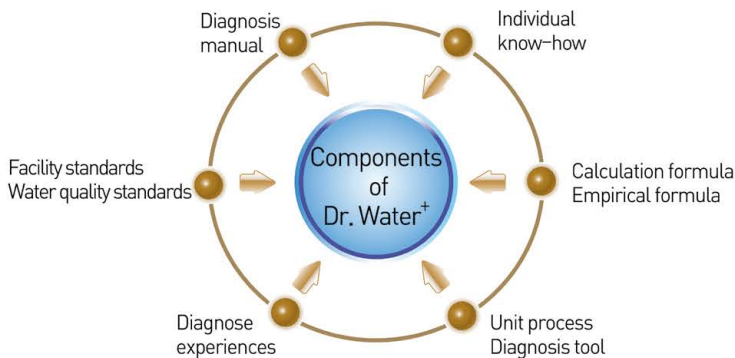 Diagnosis
manual
Individual
know-how
Facility standards
Water quality standards
Components
of
Dr. Water+
Calculation formula
Empirical formula
Diagnose
experiences
Unit process
Diagnosis tool